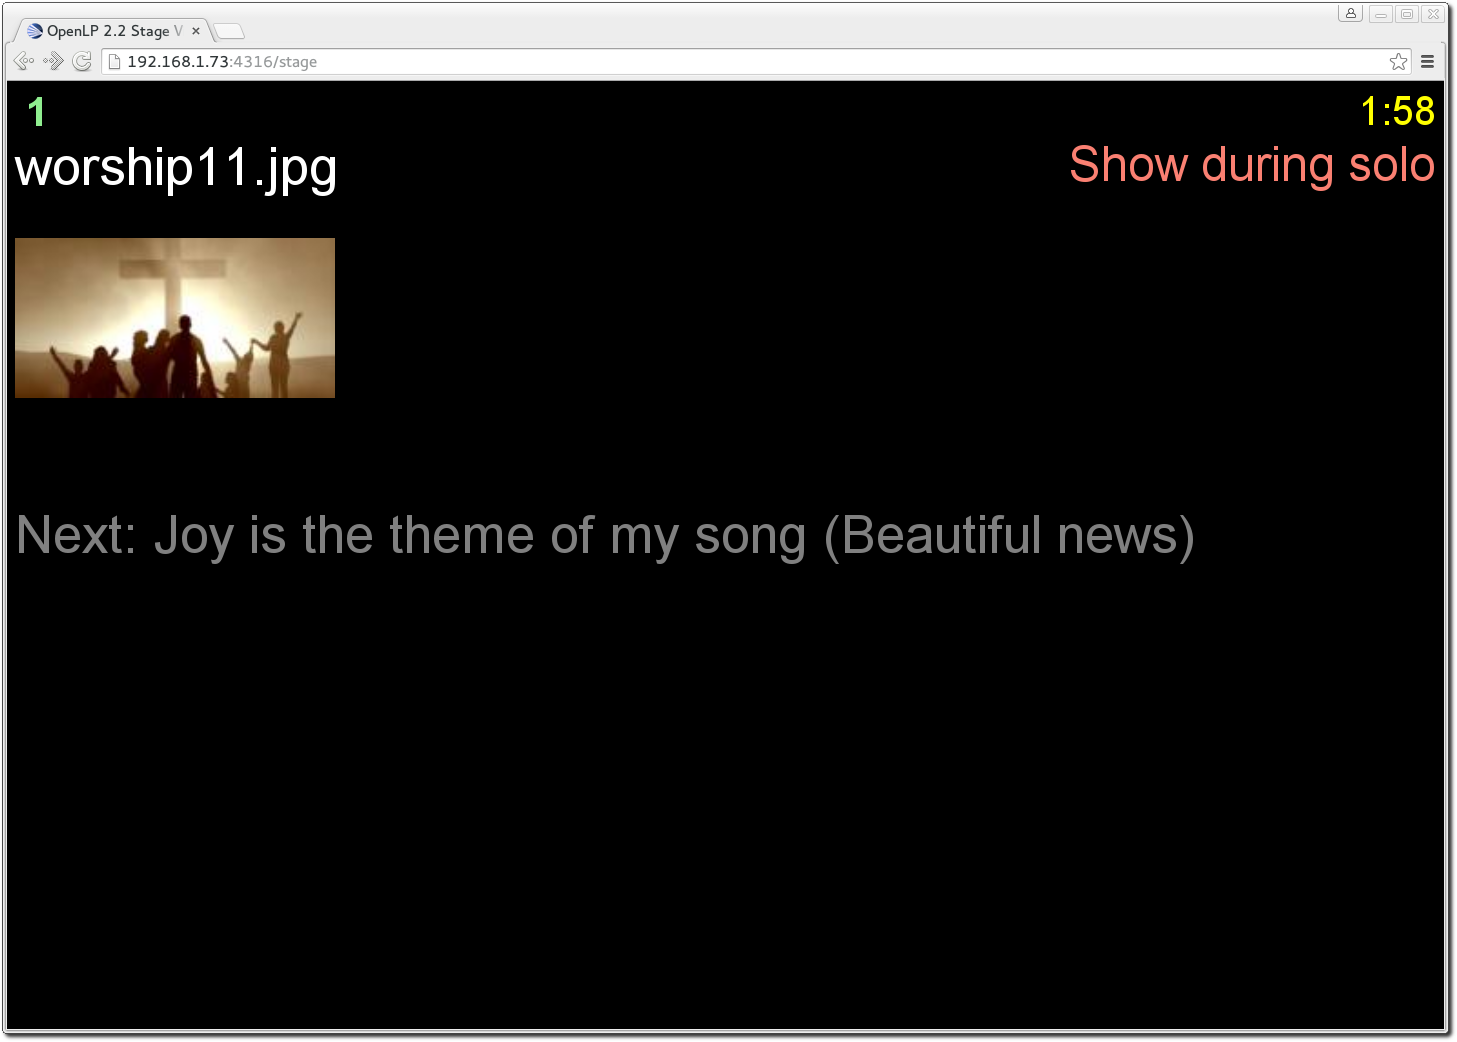 OpenLP 2.2 Stage V
192.168.1.73:4316/stage
1
1:58
worship11.jpg
Show during solo
Next: Joy is the theme of my song (Beautiful news)